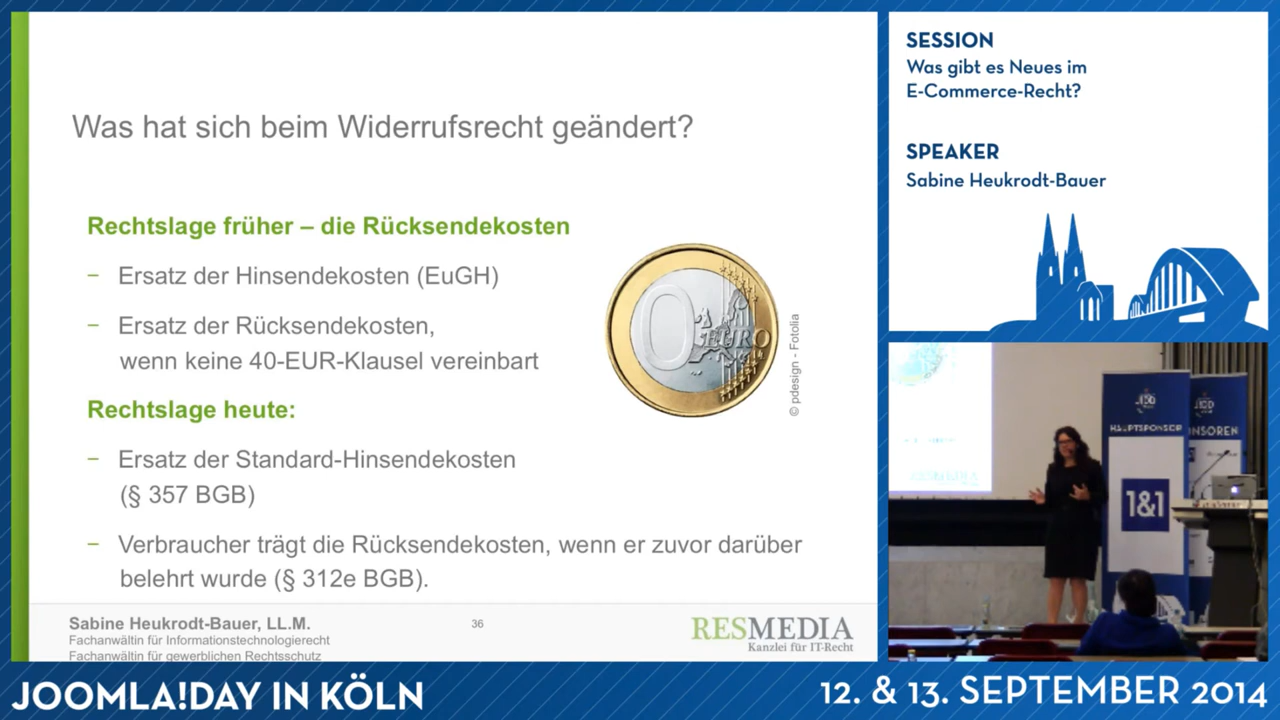 Was hat sich beim Widerrufsrecht geändert?
Rechtslage früher – die Rücksendekosten
– Ersatz der Hinsendekosten (EuGH)
– Ersatz der Rücksendekosten,
wenn keine 40-EUR-Klausel vereinbart
Rechtslage heute:
– Ersatz der Standard-Hinsendekosten
(§ 357 BGB)
– Verbraucher trägt die Rücksendekosten, wenn er zuvor darüber
belehrt wurde (§ 312e BGB).
0 EURO
© pdesign - Fotolia
Sabine Heukrodt-Bauer, LL.M.
Fachanwältin für Informationstechnologierecht
Fachanwältin für gewerblichen Rechtsschutz
36
RESMEDIA
Kanzlei für IT-Recht
SESSION
Was gibt es Neues im
E-Commerce-Recht?
SPEAKER
Sabine Heukrodt-Bauer
HAUPTSPONSOR
NSOREN
1&1
JOOMLA!DAY IN KÖLN
12. & 13. SEPTEMBER 2014